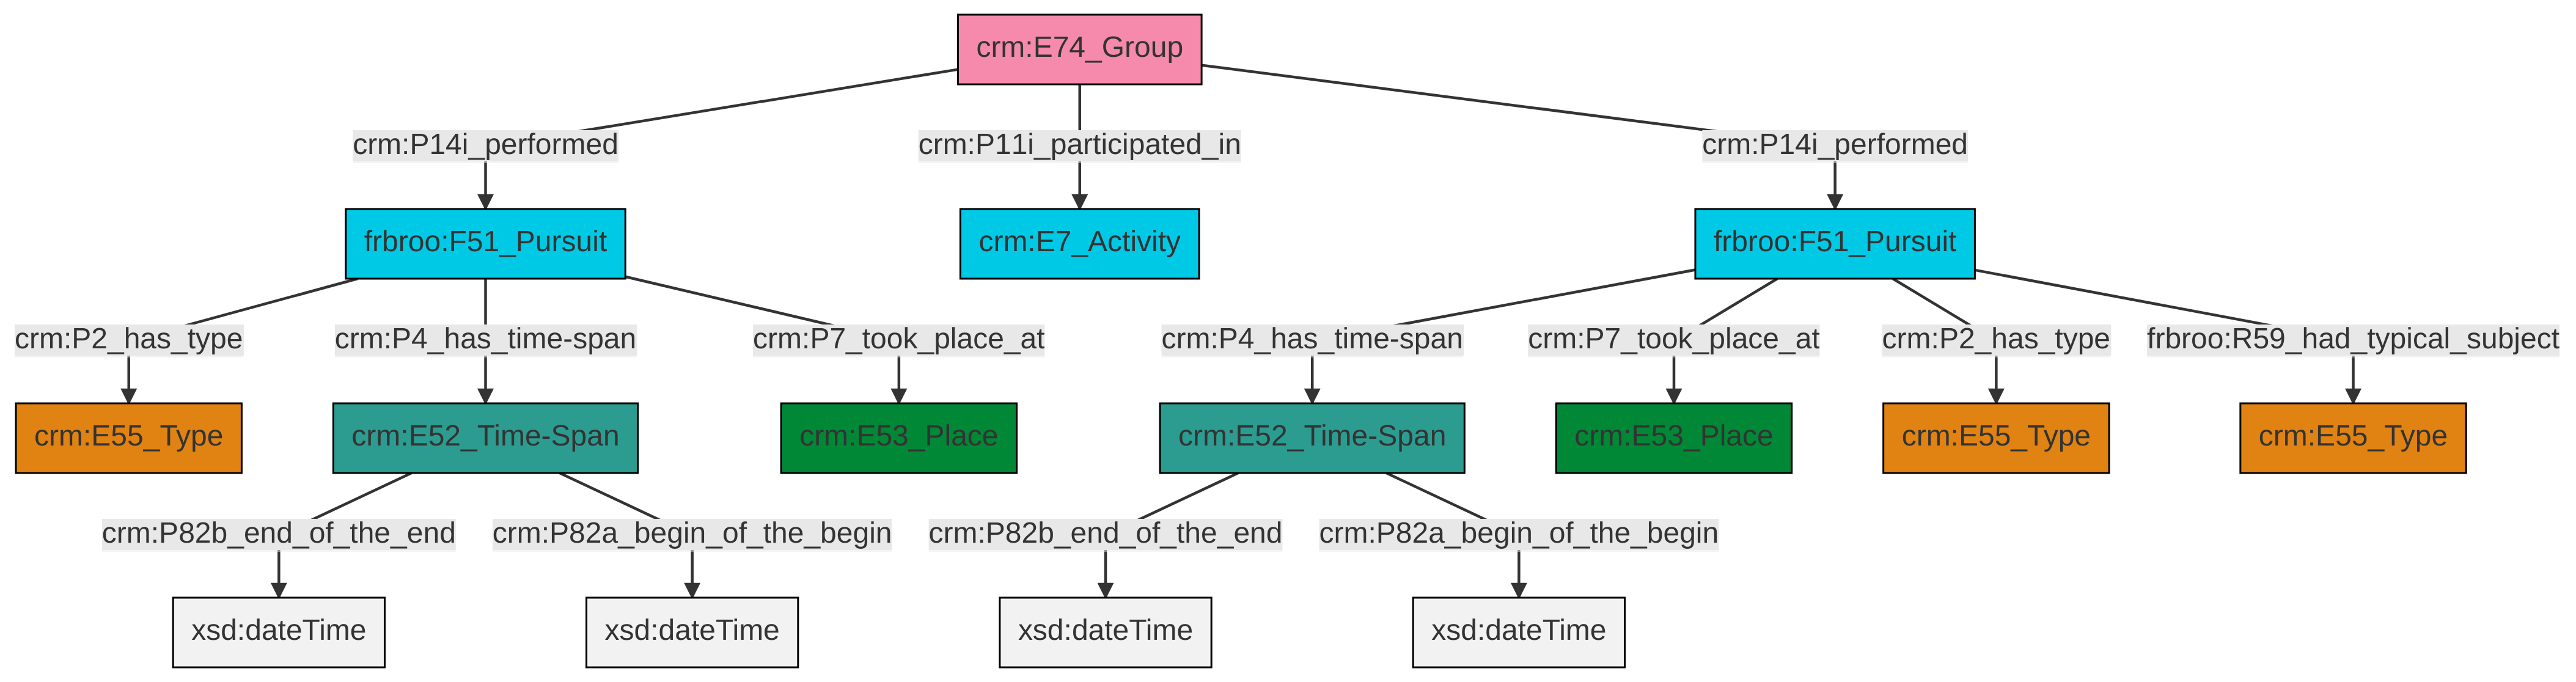 crm:E74_Group
crm:P14i_performed
crm:P11i_participated_in
crm:P14i_performed
frbroo:F51_Pursuit
crm:E7_Activity
frbroo:F51_Pursuit
crm:P2_has_type
crm:P4_has_time-span
crm:P7_took_place_at
crm:P4_has_time-span
crm:P7_took_place_at
crm:P2_has_type
frbroo:R59_had_typical_subject
crm:E55_Type
crm:E52_Time-Span
crm:E53_Place
crm:E52_Time-Span
crm:E53_Place
crm:E55_Type
crm:E55_Type
crm:P82b_end_of_the_end
crm:P82a_begin_of_the_begin
crm:P82b_end_of_the_end
crm:P82a_begin_of_the_begin
xsd:dateTime
xsd:dateTime
xsd:dateTime
xsd:dateTime